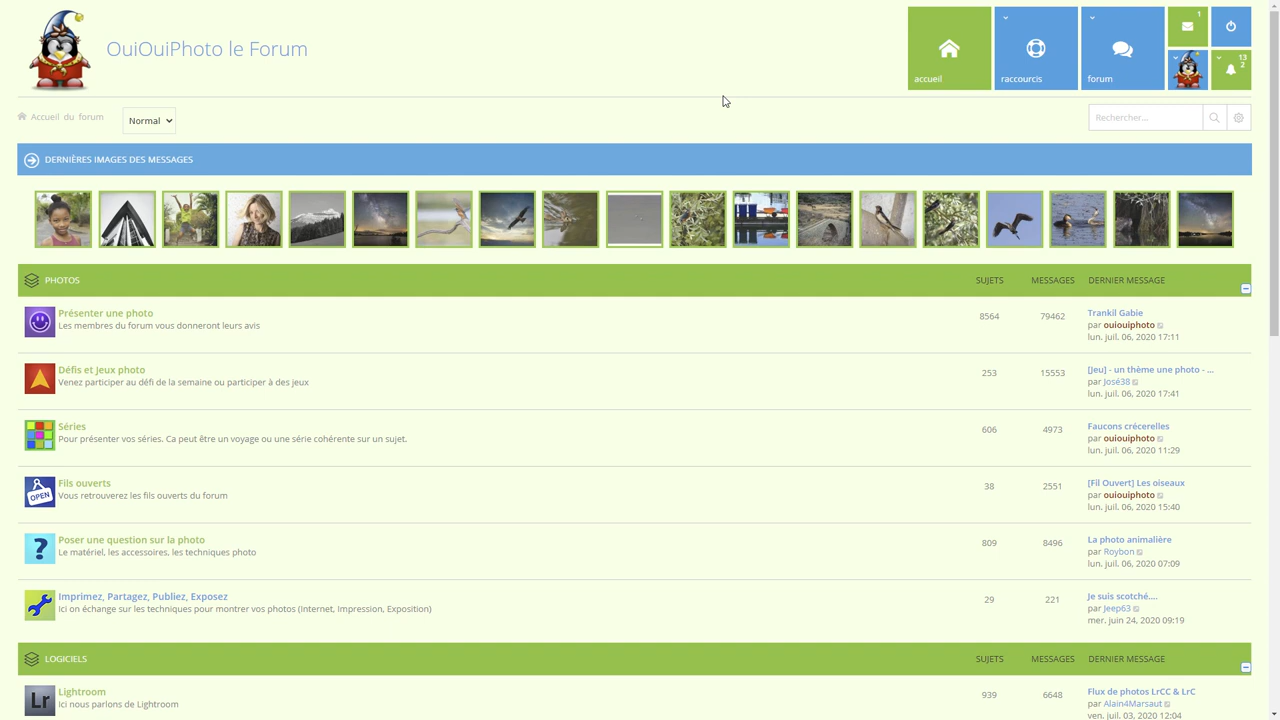 OuiOuiPhoto le Forum
accueil
raccourcis
forum
1
13
2
Accueil du forum
Normal
Rechercher…
DERNIÈRES IMAGES DES MESSAGES
PHOTOS SUJETS MESSAGES DERNIER MESSAGE
Présenter une photo
Les membres du forum vous donneront leurs avis
8564 79462
Trankil Gabie
par ouiouiphoto
lun. juil. 06, 2020 17:11
Défis et Jeux photo
Venez participer au défi de la semaine ou participer à des jeux
253 15553
[Jeu] - un thème une photo - …
par José38
lun. juil. 06, 2020 17:41
Séries
Pour présenter vos séries. Ca peut être un voyage ou une série cohérente sur un sujet.
606 4973
Faucons crécerelles
par ouiouiphoto
lun. juil. 06, 2020 11:29
OPEN
Fils ouverts
Vous retrouverez les fils ouverts du forum
38 2551
[Fil Ouvert] Les oiseaux
par ouiouiphoto
lun. juil. 06, 2020 15:40
?
Poser une question sur la photo
Le matériel, les accessoires, les techniques photo
809 8496
La photo animalière
par Roybon
lun. juil. 06, 2020 07:09
Imprimez, Partagez, Publiez, Exposez
Ici on échange sur les techniques pour montrer vos photos (Internet, Impression, Exposition)
29 221
Je suis scotché....
par Jeep63
mer. juin 24, 2020 09:19
LOGICIELS SUJETS MESSAGES DERNIER MESSAGE
Lr
Lightroom
Ici nous parlons de Lightroom
939 6648
Flux de photos LrCC & LrC
par Alain4Marsaut
ven. juil. 03, 2020 12:04